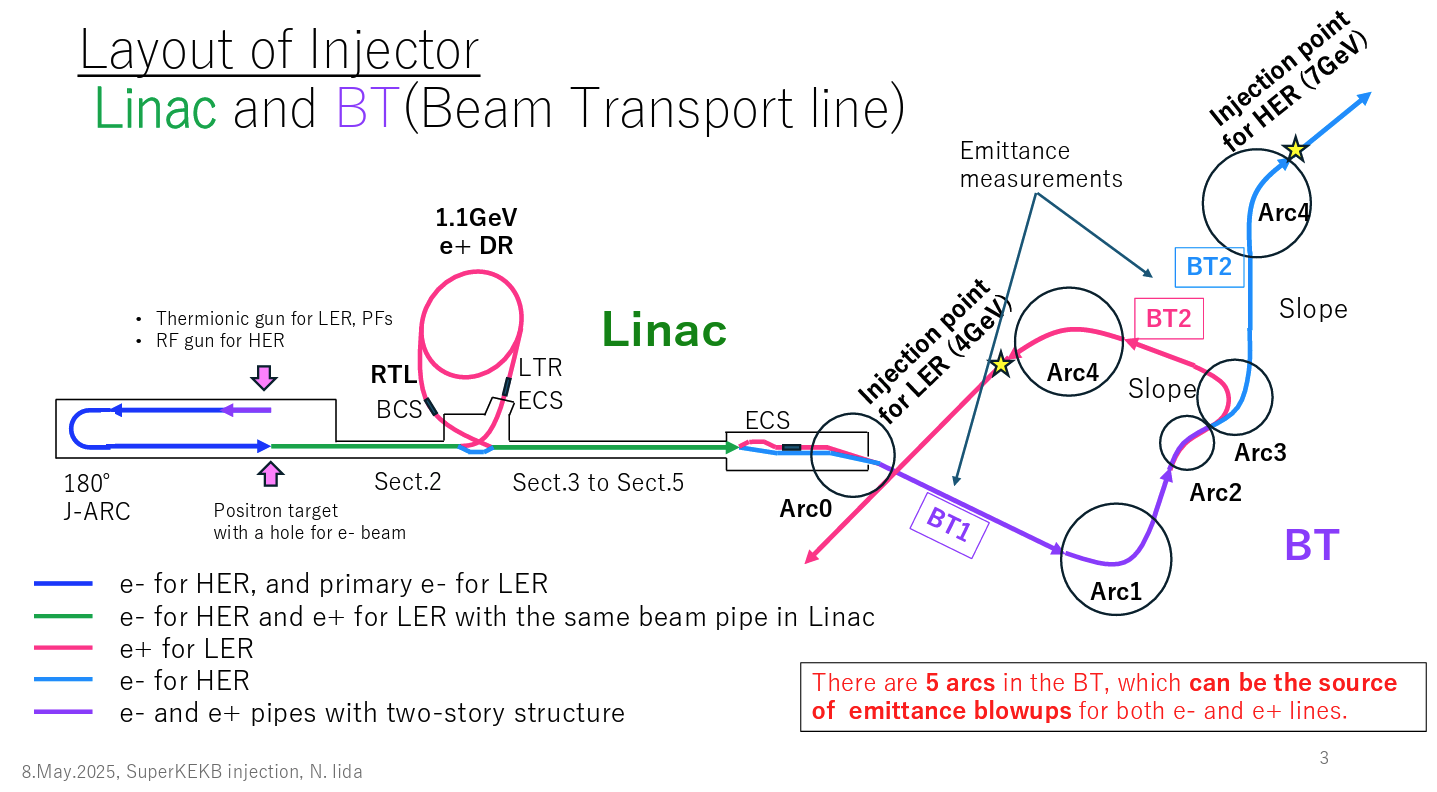 Layout of Injector
Linac and BT(Beam Transport line)
Injection point
for HER (7GeV)
Emittance
measurements
Arc4
1.1GeV
e+ DR
BT2
Linac
Injection point
for LER (4GeV)
BT2
Slope
• Thermionic gun for LER, PFs
• RF gun for HER
RTL
BCS
LTR
ECS
Arc4
Slope
ECS
Arc3
180°
J-ARC
Sect.2
Sect.3 to Sect.5
Arc0
Arc2
Positron target
with a hole for e- beam
BT1
BT
Arc1
e- for HER, and primary e- for LER
e- for HER and e+ for LER with the same beam pipe in Linac
e+ for LER
e- for HER
e- and e+ pipes with two-story structure
There are 5 arcs in the BT, which can be the source
of emittance blowups for both e- and e+ lines.
3
8.May.2025, SuperKEKB injection, N. Iida